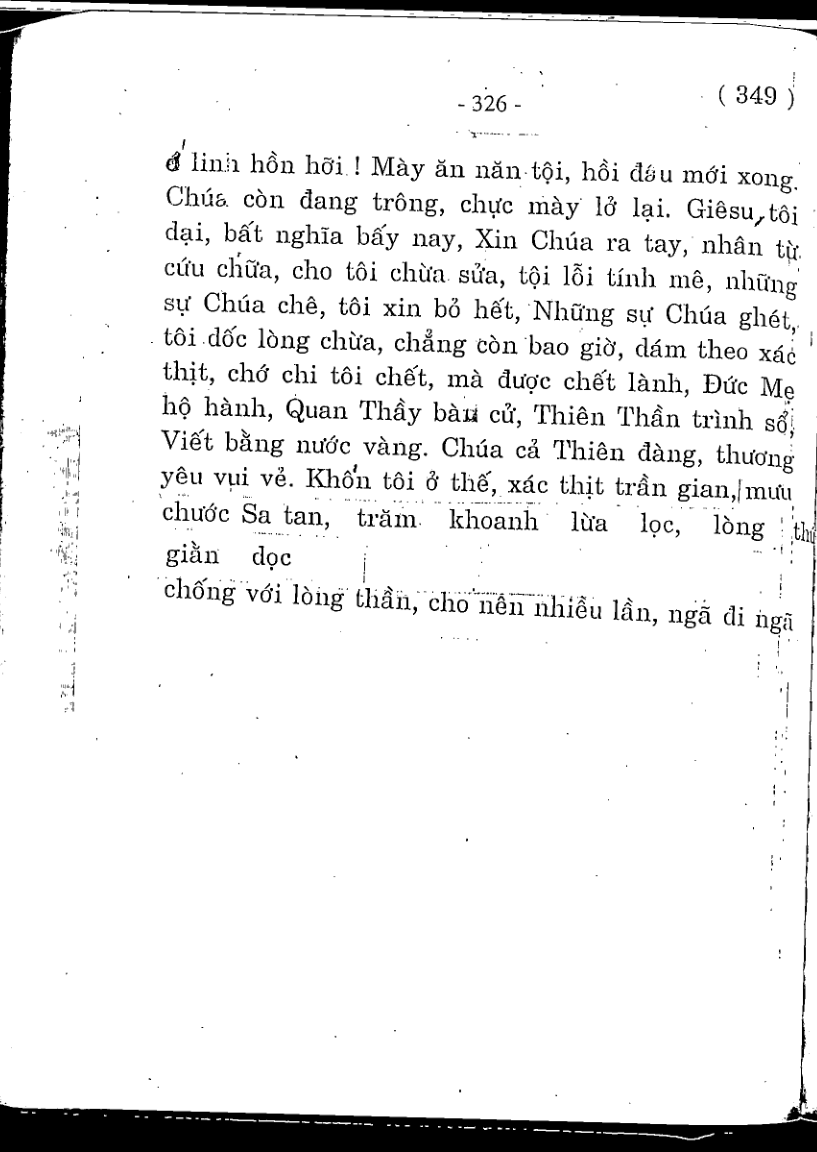 - 326 -
( 349 )
ớ linh hồn hỡi ! Mày ăn năn tội, hồi đầu mới xong.
Chúa còn đang trông, chực mày lở lại. Giêsu, tôi
dại, bất nghĩa bấy nay, Xin Chúa ra tay, nhân từ
cứu chữa, cho tôi chừa sửa, tội lỗi tính mê, những
sự Chúa chê, tôi xin bỏ hết, Những sự Chúa ghét,
tôi dốc lòng chừa, chẳng còn bao giờ, dám theo xác
thịt, chớ chi tôi chết, mà được chết lành, Đức Mẹ
hộ hành, Quan Thầy bàu cử, Thiên Thần trình sổ,
Viết bằng nước vàng. Chúa cả Thiên đàng, thương
yêu vụi vẻ. Khốn tôi ở thế, xác thịt trần gian, mưu
chước Sa tan, trăm khoanh lừa lọc, lòng
giằn dọc
chống với lòng thần, cho nên nhiều lần, ngã đi ngã